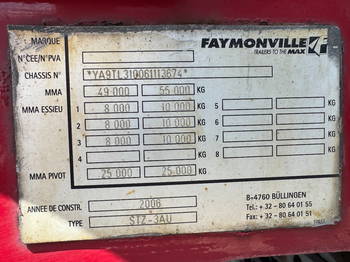 MARQUE
FAYMONVILLE
TRAILERS TO THE MAX
N°CEE/N°PVA
CHASSIS N° *YA9TL310061113674*
MMA 49 000 55 000 KG
MMA ESSIEU 1 8 000 10 000 KG 5 KG
2 8 000 10 000 KG 6 KG
3 8 000 10 000 KG 7 KG
4 KG 8 KG
MMA PIVOT 25 000 25 000 KG
ANNEE DE CONSTR. 2006
TYPE STZ-3AU
B-4760 BÜLLINGEN
Tel.: + 32 - 80 64 01 55
Fax: + 32 - 80 64 01 51